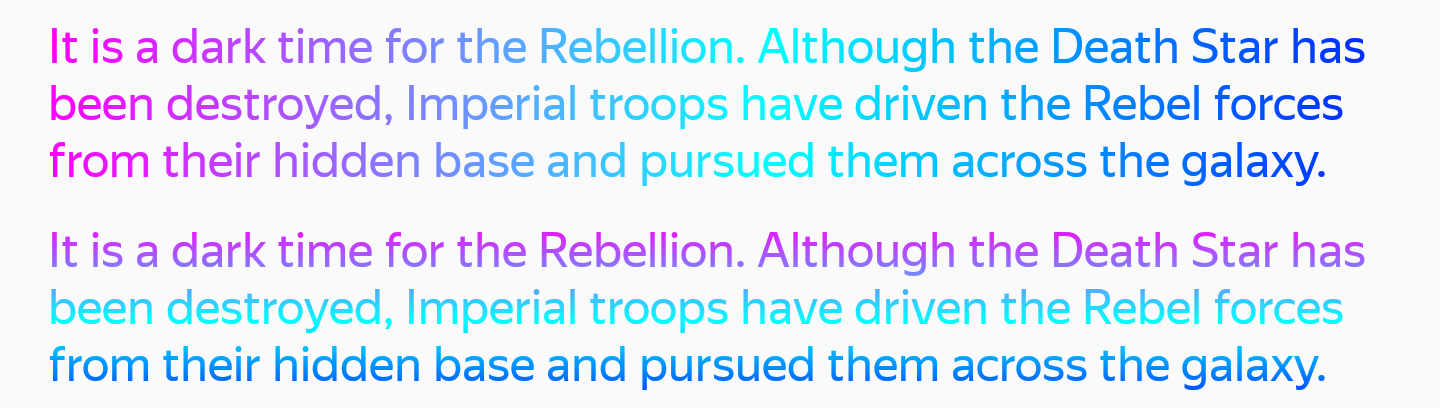 It is a dark time for the Rebellion. Although the Death Star has
been destroyed, Imperial troops have driven the Rebel forces
from their hidden base and pursued them across the galaxy.
It is a dark time for the Rebellion. Although the Death Star has
been destroyed, Imperial troops have driven the Rebel forces
from their hidden base and pursued them across the galaxy.